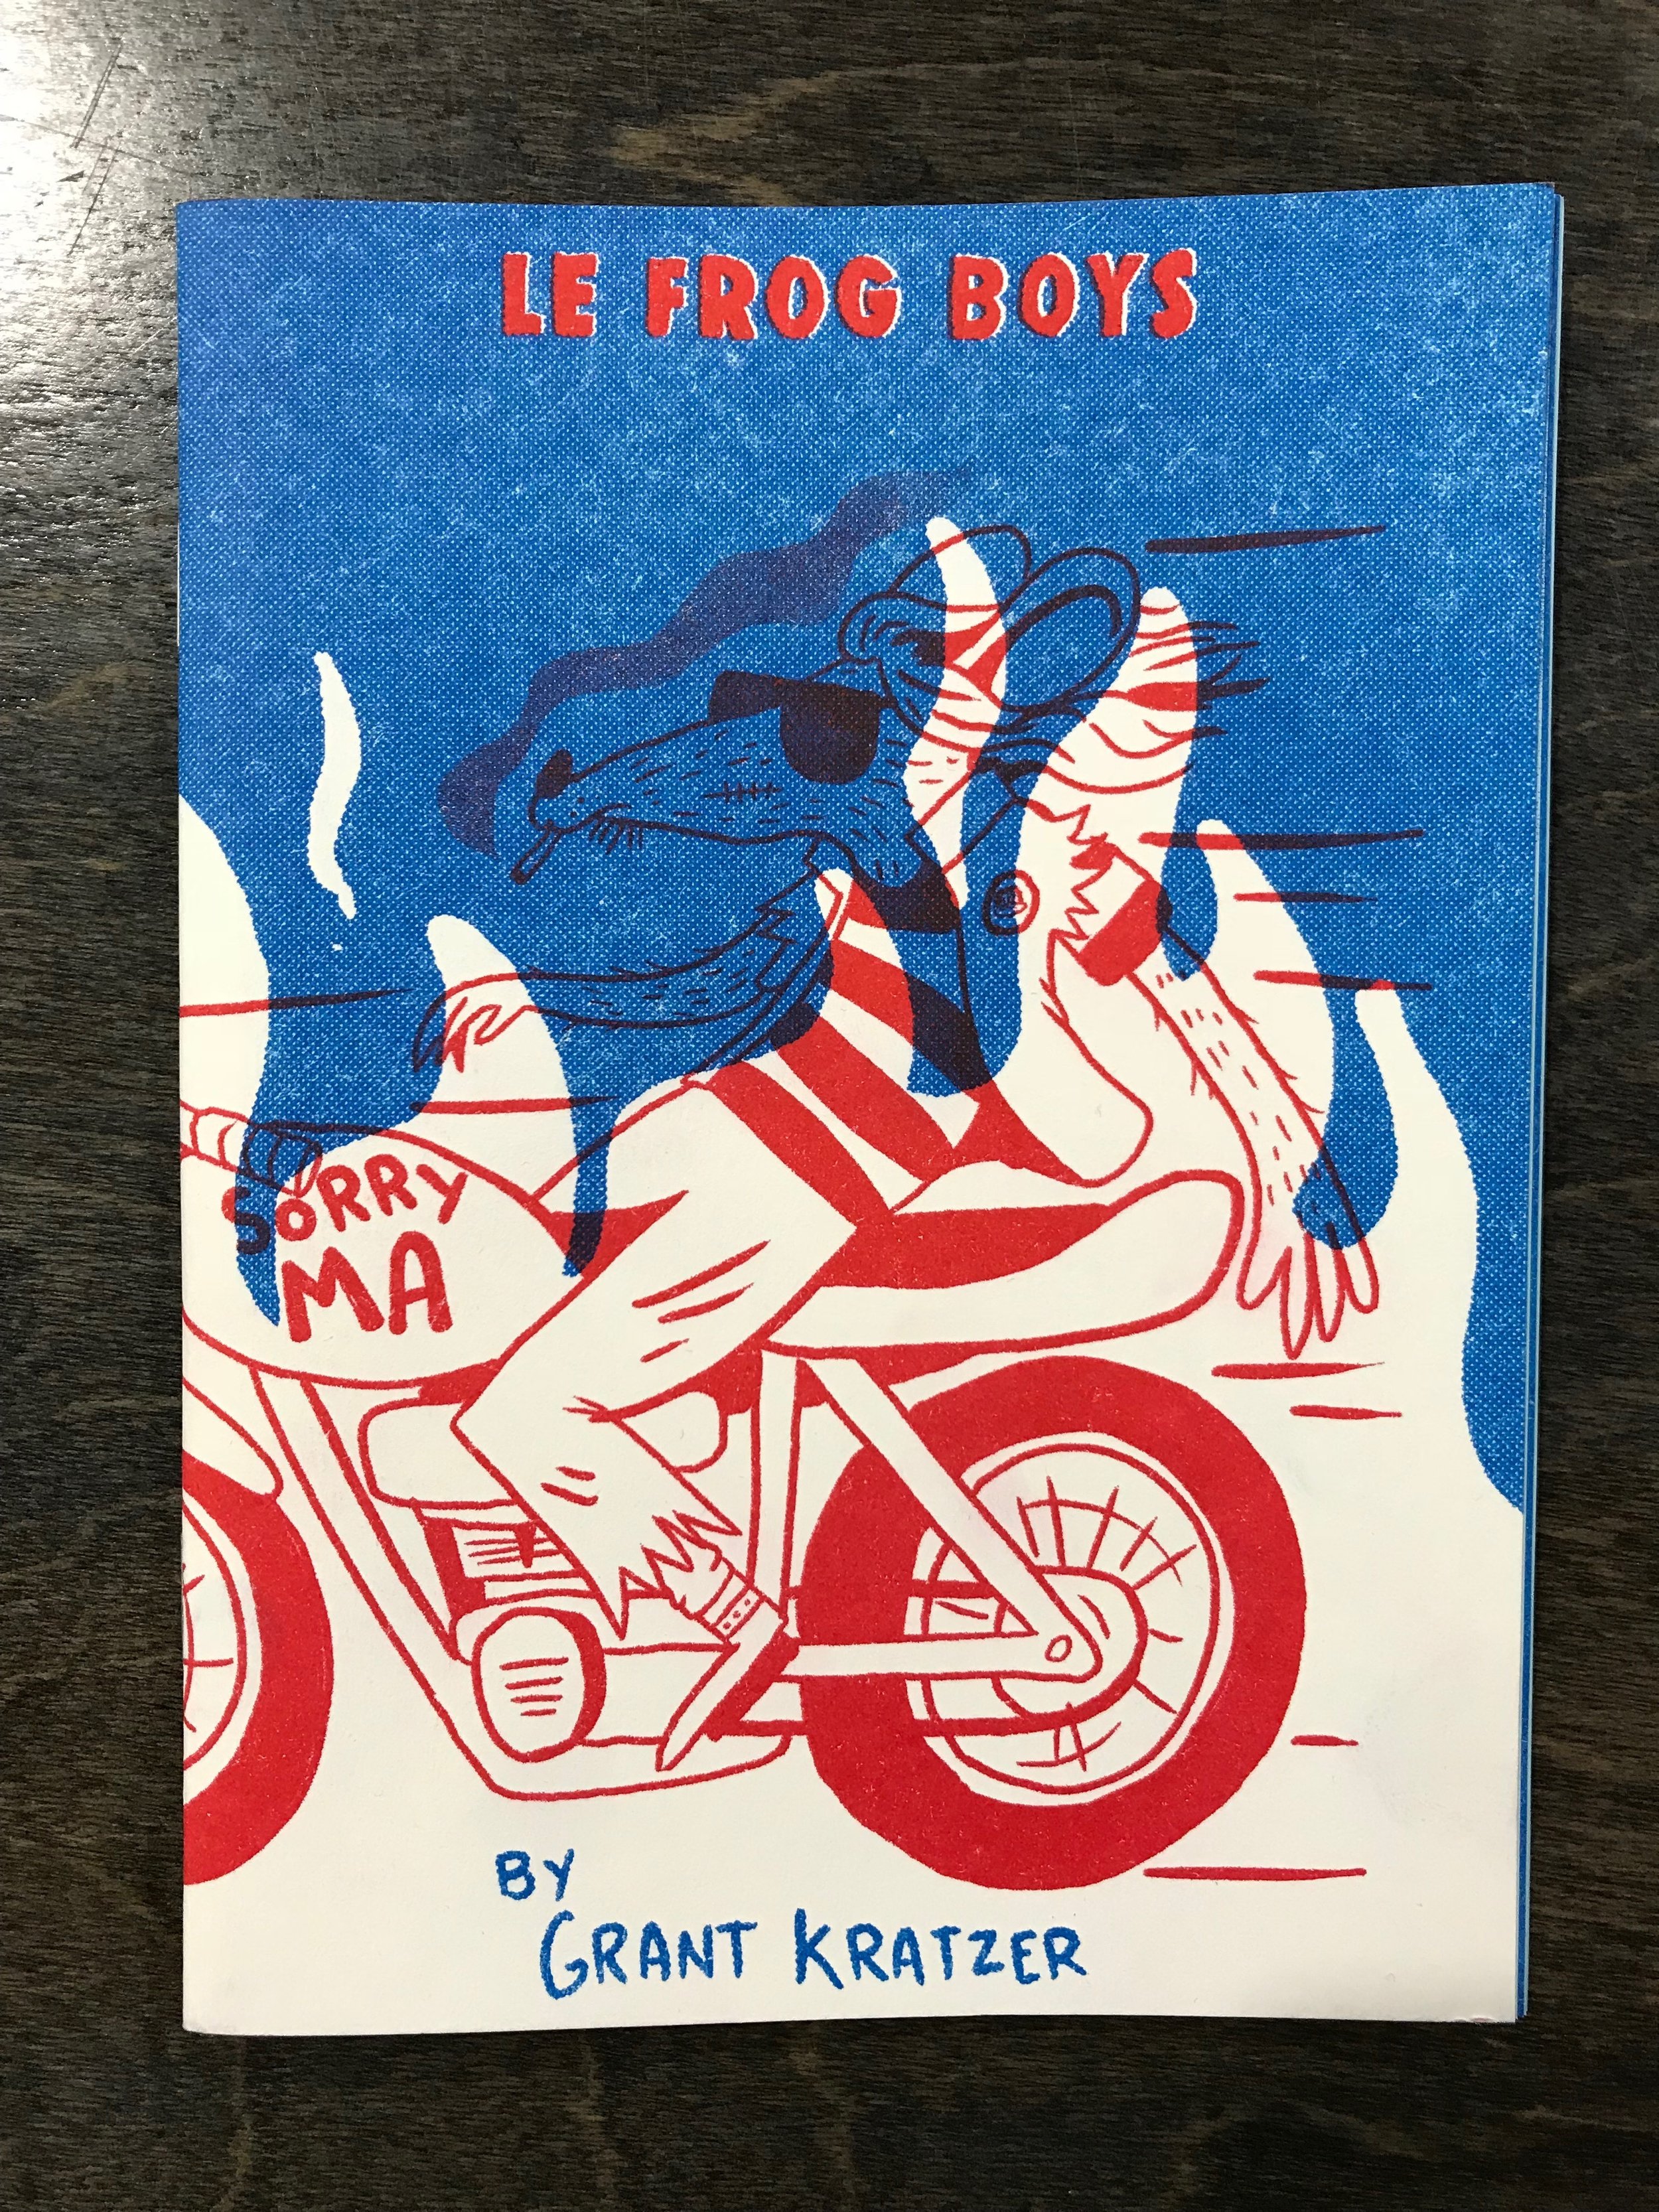 LE FROG BOYS
SORRY
MA
BY
GRANT KRATZER